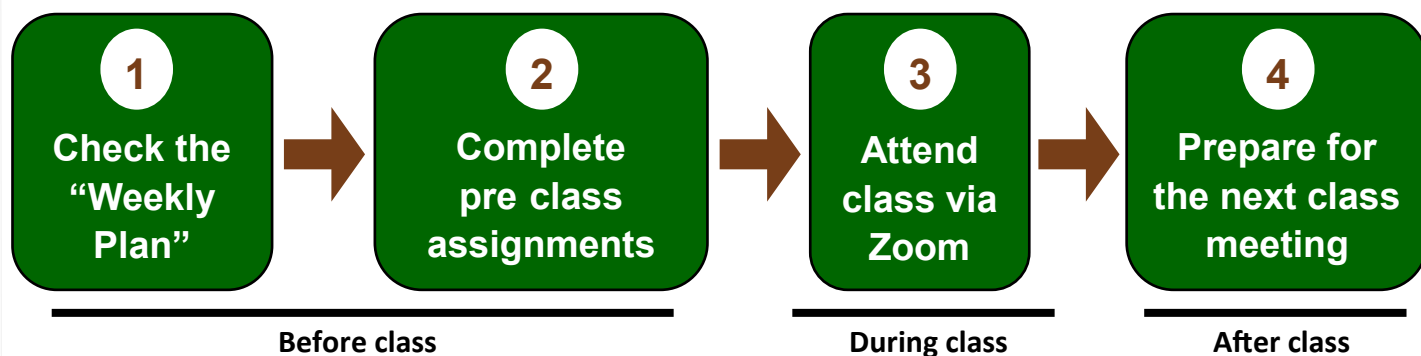 1
Check the
“Weekly
Plan”
2
Complete
pre class
assignments
3
Attend
class via
Zoom
4
Prepare for
the next class
meeting
Before class
During class
After class